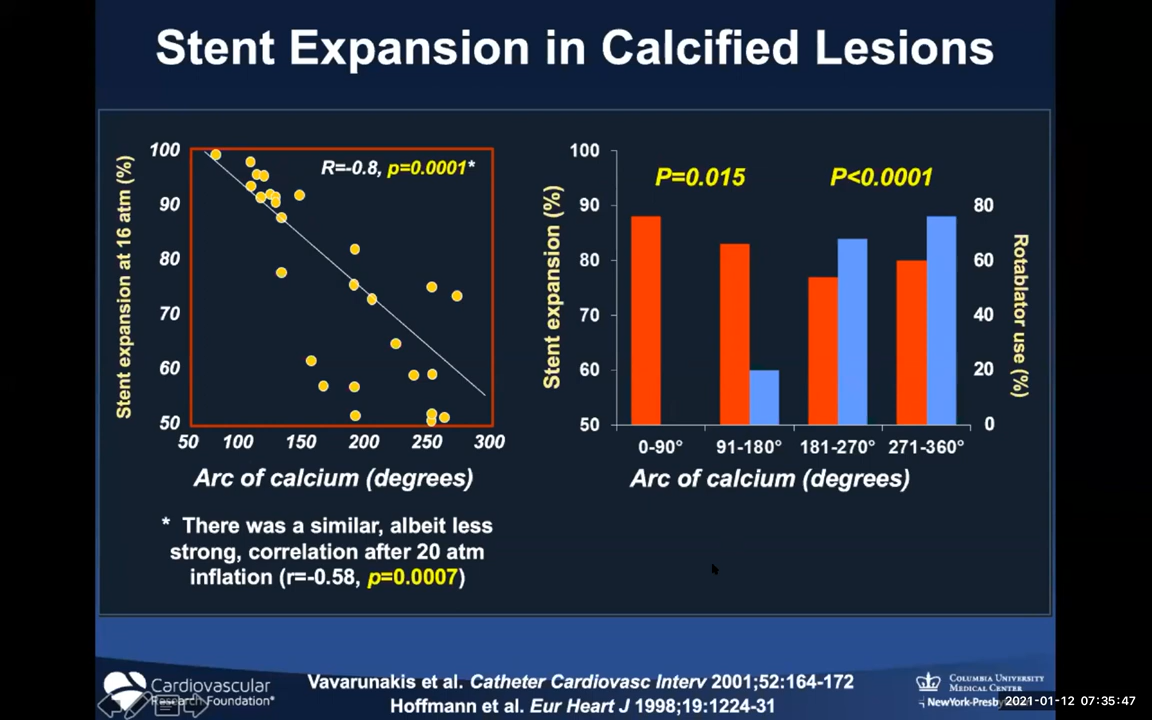 Stent Expansion in Calcified Lesions
Stent expansion at 16 atm (%)
100
90
80
70
60
50
R=-0.8, p=0.0001*
50 100 150 200 250 300
Arc of calcium (degrees)
* There was a similar, albeit less
strong, correlation after 20 atm
inflation (r=-0.58, p=0.0007)
Stent expansion (%)
100
90
80
70
60
50
P=0.015 P<0.0001
80
60
40
20
0
Rotablator use (%)
0-90° 91-180° 181-270° 271-360°
Arc of calcium (degrees)
Cardiovascular
Research Foundation*
Vavarunakis et al. Catheter Cardiovasc Interv 2001;52:164-172
Hoffmann et al. Eur Heart J 1998;19:1224-31
COLUMBIA UNIVERSITY
MEDICAL CENTER
NewYork-Presby
2021-01-12 07:35:47